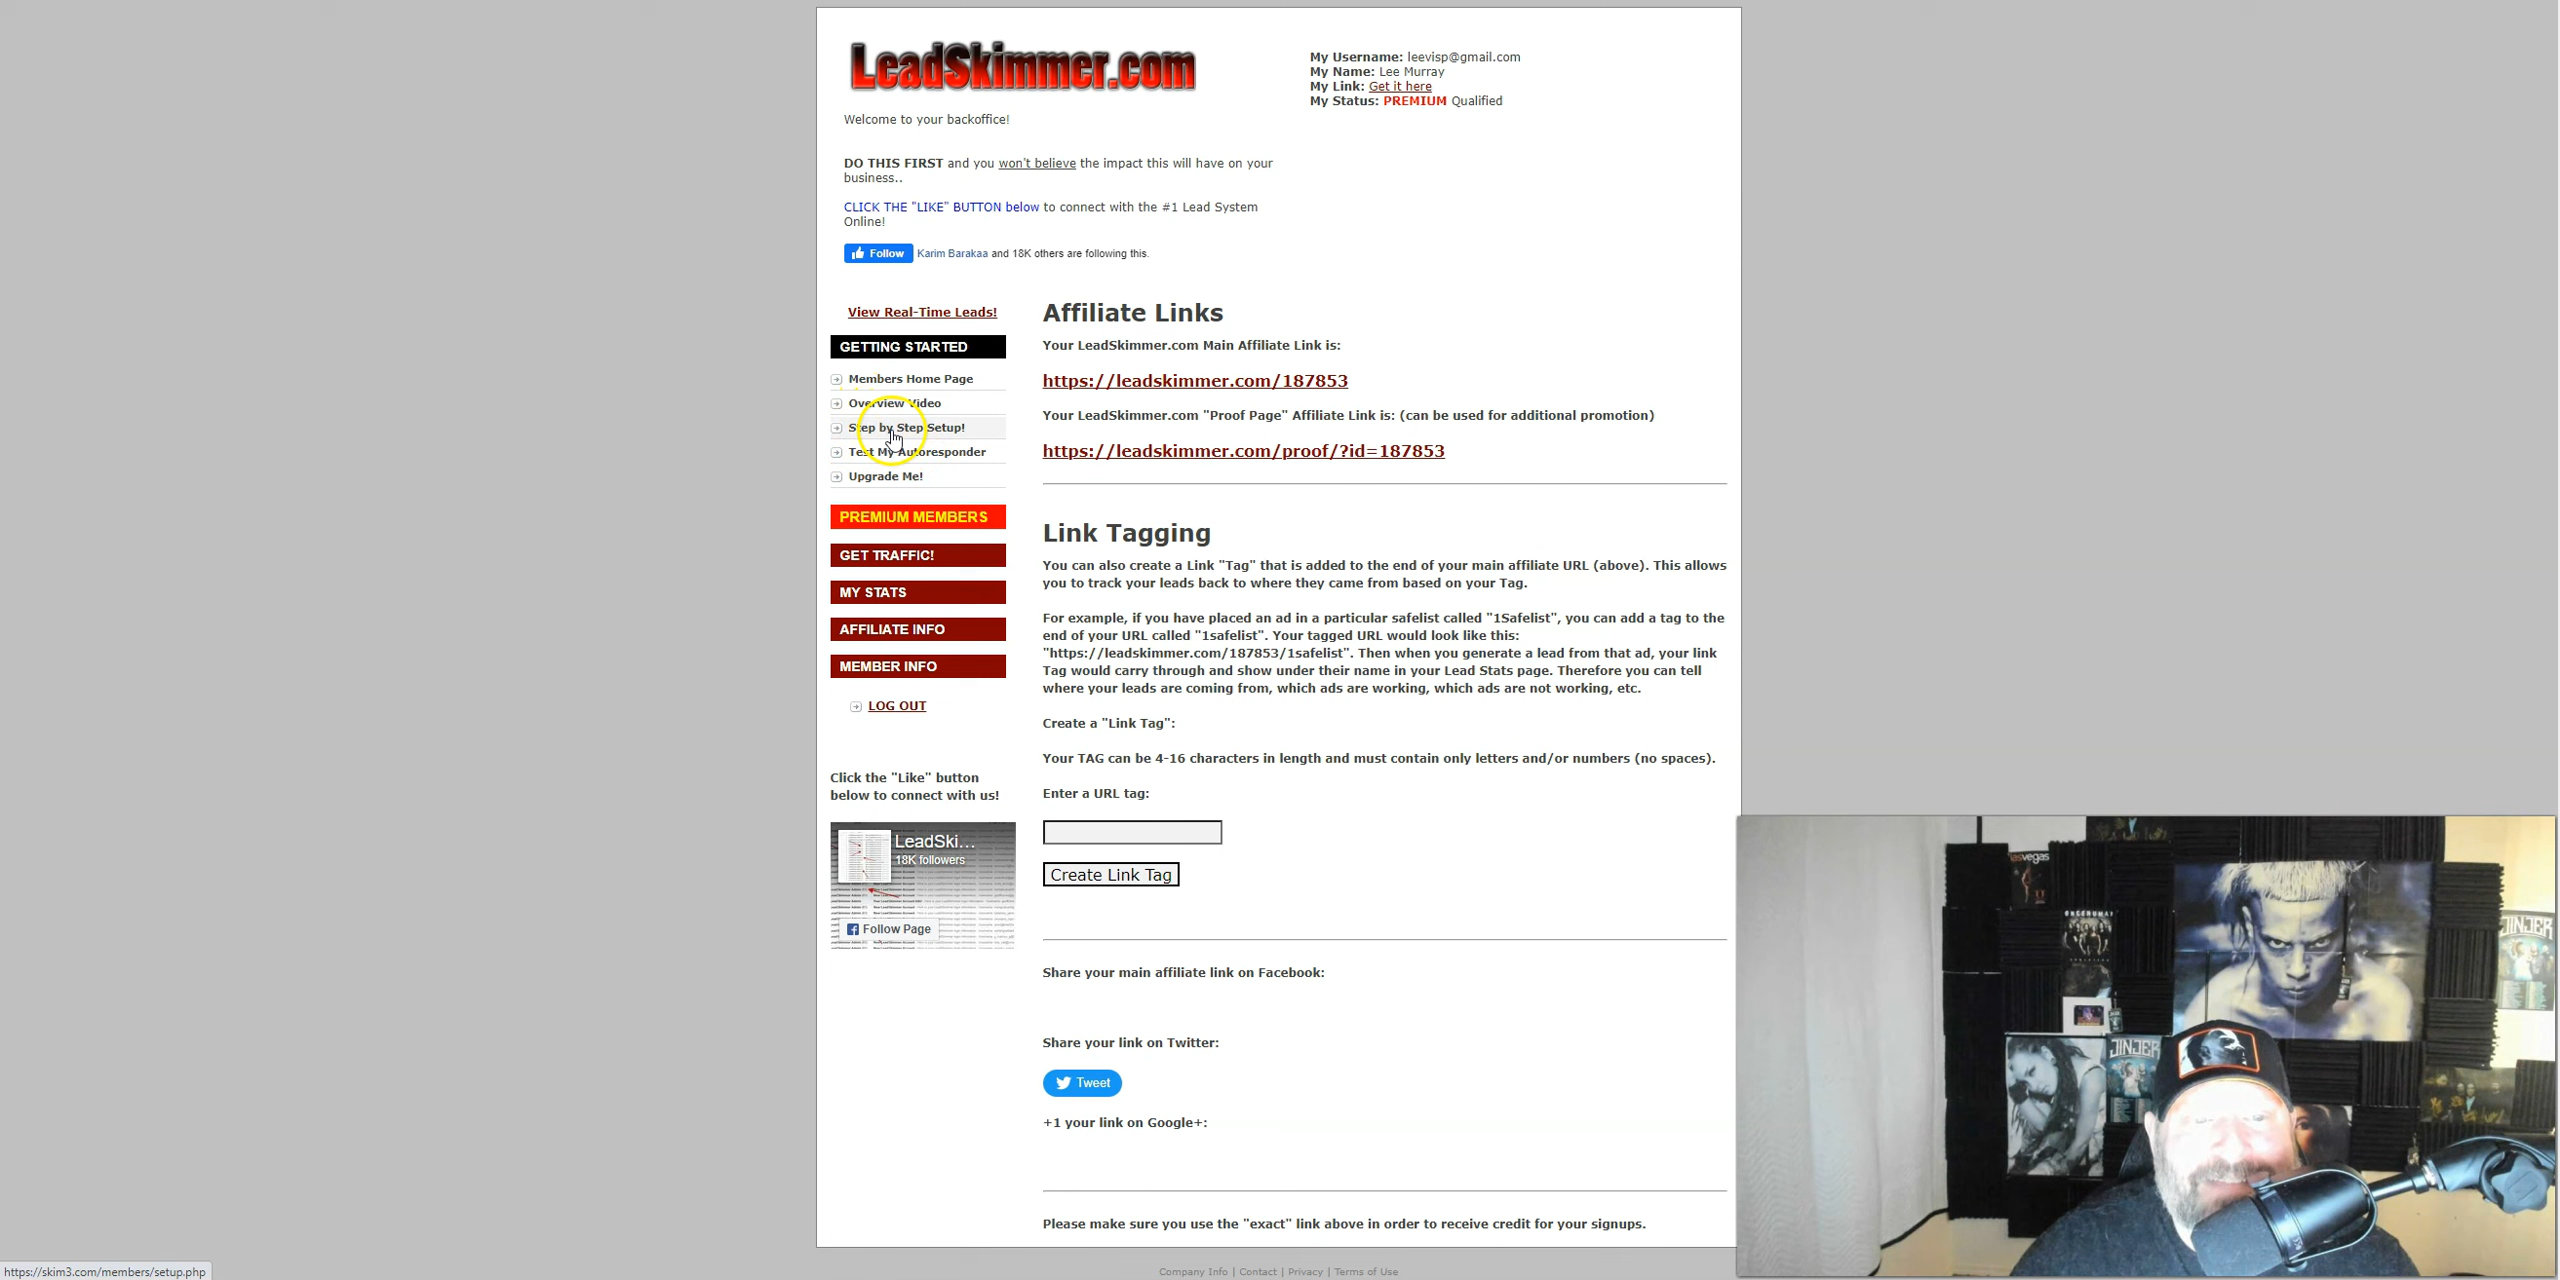 LeadSkimmer.com
My Username: leevisp@gmail.com
My Name: Lee Murray
My Link: Get it here
My Status: PREMIUM Qualified
Welcome to your backoffice!
DO THIS FIRST and you won't believe the impact this will have on your
business..
CLICK THE "LIKE" BUTTON below to connect with the #1 Lead System
Online!
Follow Karim Barakaa and 18K others are following this.
View Real-Time Leads!
GETTING STARTED
Members Home Page
Overview Video
Step by Step Setup!
Test My Autoresponder
Upgrade Me!
PREMIUM MEMBERS
GET TRAFFIC!
MY STATS
AFFILIATE INFO
MEMBER INFO
LOG OUT
Click the "Like" button
below to connect with us!
LeadSki...
18K followers
Follow Page
Affiliate Links
Your LeadSkimmer.com Main Affiliate Link is:
https://leadskimmer.com/187853
Your LeadSkimmer.com "Proof Page" Affiliate Link is: (can be used for additional promotion)
https://leadskimmer.com/proof/?id=187853
Link Tagging
You can also create a Link "Tag" that is added to the end of your main affiliate URL (above). This allows
you to track your leads back to where they came from based on your Tag.
For example, if you have placed an ad in a particular safelist called "1Safelist", you can add a tag to the
end of your URL called "1safelist". Your tagged URL would look like this:
"https://leadskimmer.com/187853/1safelist". Then when you generate a lead from that ad, your link
Tag would carry through and show under their name in your Lead Stats page. Therefore you can tell
where your leads are coming from, which ads are working, which ads are not working, etc.
Create a "Link Tag":
Your TAG can be 4-16 characters in length and must contain only letters and/or numbers (no spaces).
Enter a URL tag:
Create Link Tag
Share your main affiliate link on Facebook:
Share your link on Twitter:
Tweet
+1 your link on Google+:
Please make sure you use the "exact" link above in order to receive credit for your signups.
Company Info | Contact | Privacy | Terms of Use
https://skim3.com/members/setup.php
JINJER
JINJER